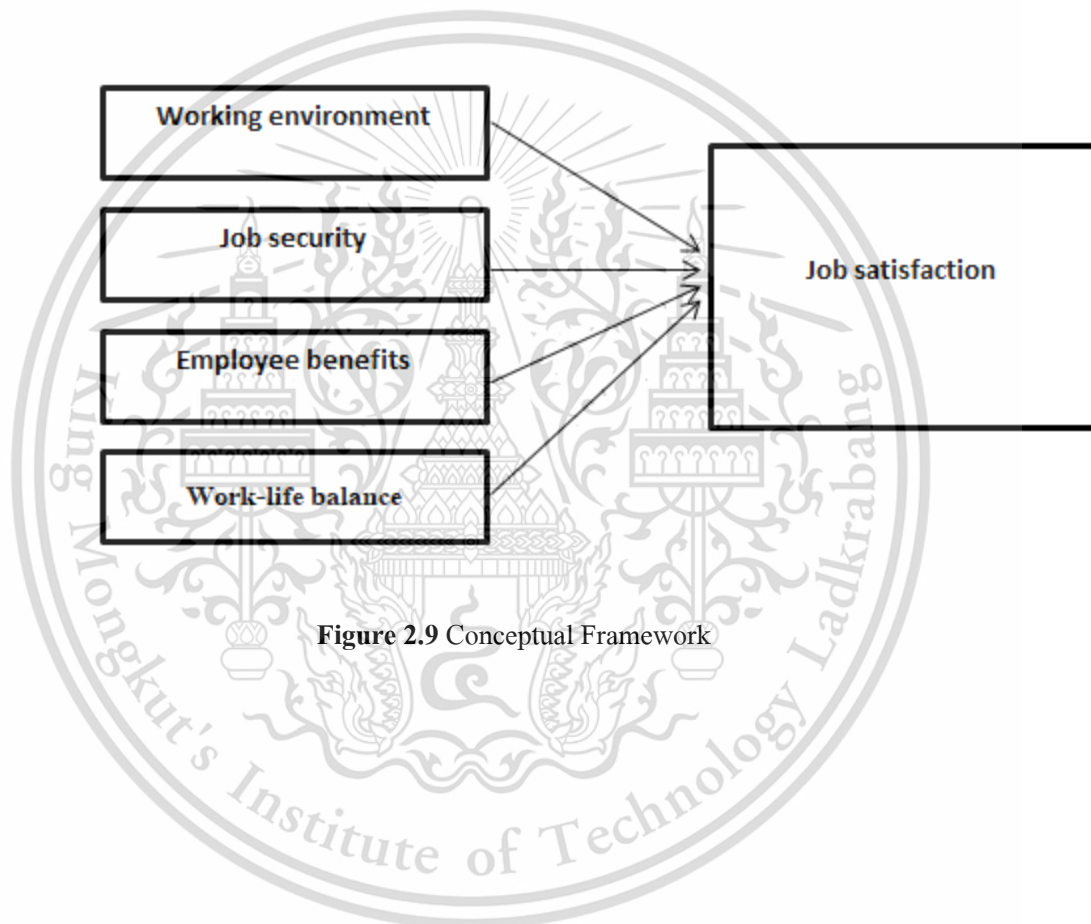 Working environment
Job security
Employee benefits
Work-life balance
Job satisfaction
Figure 2.9 Conceptual Framework
King Mongkut's Institute of Technology Ladkrabang